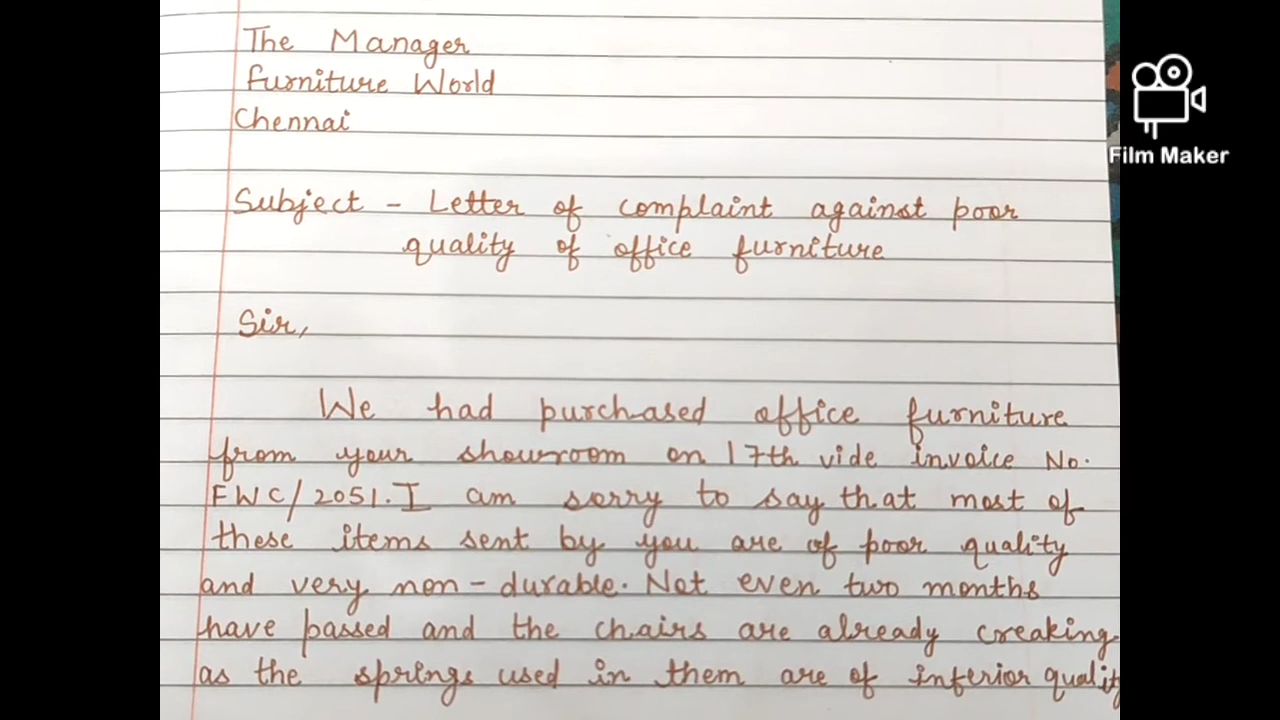 The Manager
Furniture World
Chennai
Subject - Letter of complaint against poor
quality of office furniture
Sir,
We had purchased office furniture
from your showroom on 17th vide invoice No.
FWC/2051. I am sorry to say that most of
these items sent by you are of poor quality
and very non-durable. Not even two months
have passed and the chairs are already creaking
as the springs used in them are of inferior quality
Film Maker